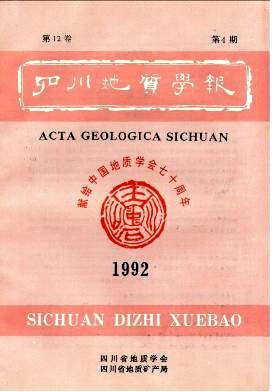 第12卷 第4期
四川地质學報
ACTA GEOLOGICA SICHUAN
献给中国地质学会七十周年
1992
SICHUAN DIZHI XUEBAO
四川省地质学会
四川省地质矿产局